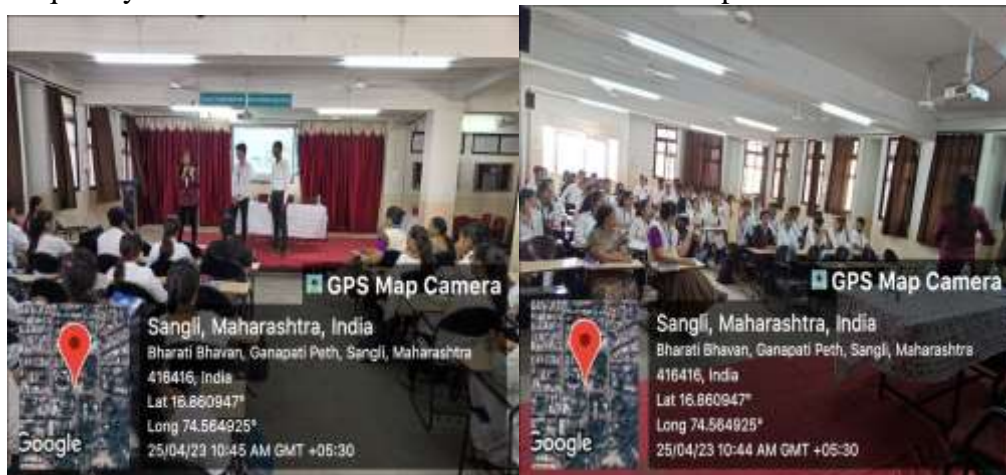 GPS Map Camera
Sangli, Maharashtra, India
Bharati Bhavan, Ganapati Peth, Sangli, Maharashtra
416416, India
Lat 16.860947°
Long 74.564925°
25/04/23 10:45 AM GMT +05:30
Google
GPS Map Camera
Sangli, Maharashtra, India
Bharati Bhavan, Ganapati Peth, Sangli, Maharashtra
416416, India
Lat 16.860947°
Long 74.564925°
25/04/23 10:44 AM GMT +05:30
Google